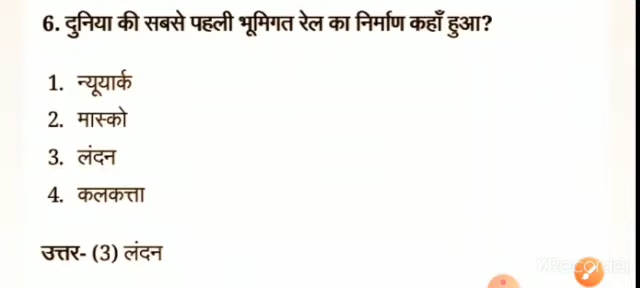 6. दुनिया की सबसे पहली भूमिगत रेल का निर्माण कहाँ हुआ?
1. न्यूयार्क
2. मास्को
3. लंदन
4. कलकत्ता
उत्तर- (3) लंदन